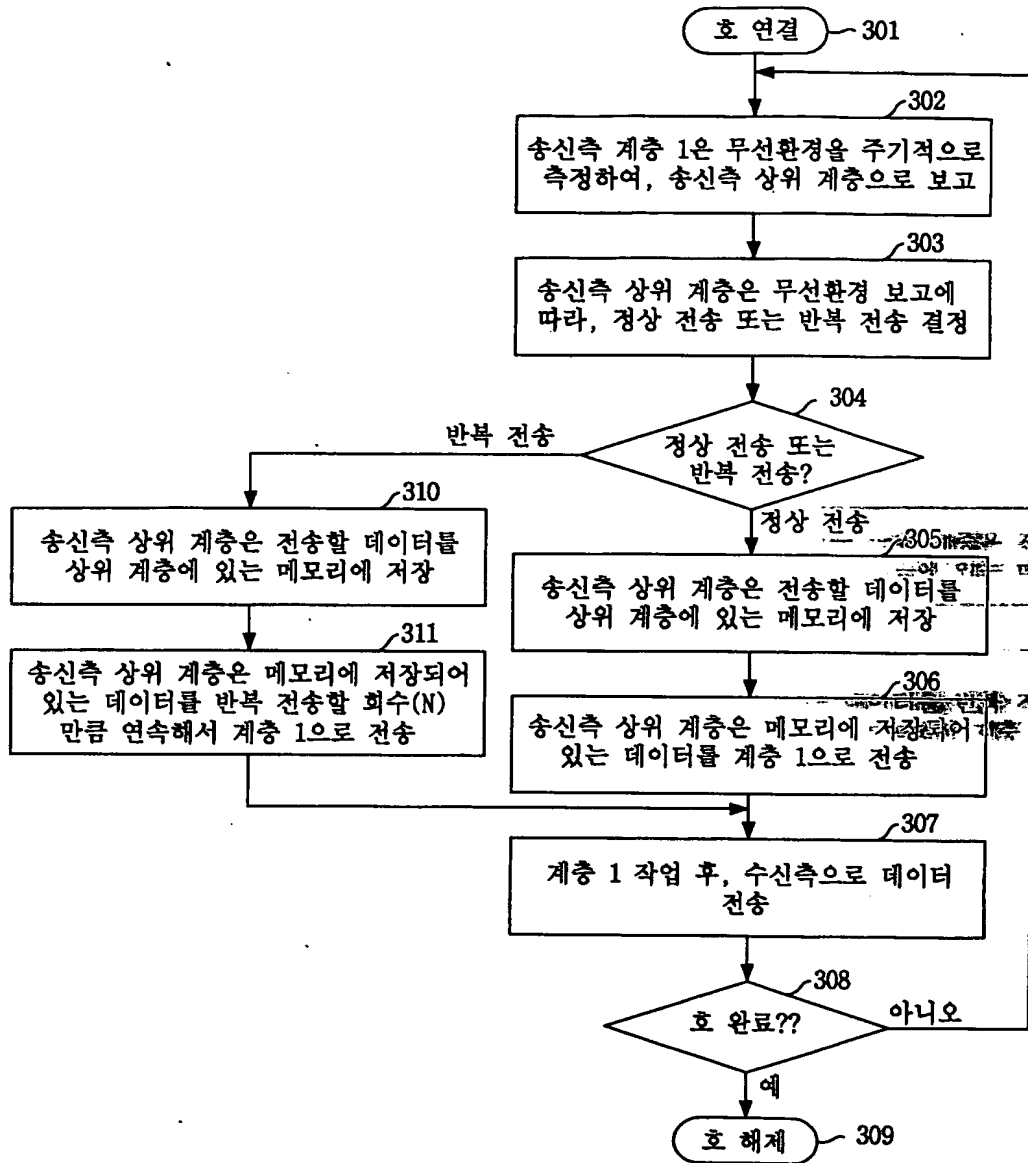 호 연결
301
302
송신측 계층 1은 무선환경을 주기적으로
측정하여, 송신측 상위 계층으로 보고
303
송신측 상위 계층은 무선환경 보고에
따라, 정상 전송 또는 반복 전송 결정
304
정상 전송 또는
반복 전송?
반복 전송
정상 전송
310
송신측 상위 계층은 전송할 데이터를
상위 계층에 있는 메모리에 저장
305
송신측 상위 계층은 전송할 데이터를
상위 계층에 있는 메모리에 저장
311
송신측 상위 계층은 메모리에 저장되어
있는 데이터를 반복 전송할 회수(N)
만큼 연속해서 계층 1으로 전송
306
송신측 상위 계층은 메모리에 저장되어
있는 데이터를 계층 1으로 전송
307
계층 1 작업 후, 수신측으로 데이터
전송
308
호 완료??
아니오
예
호 해제
309